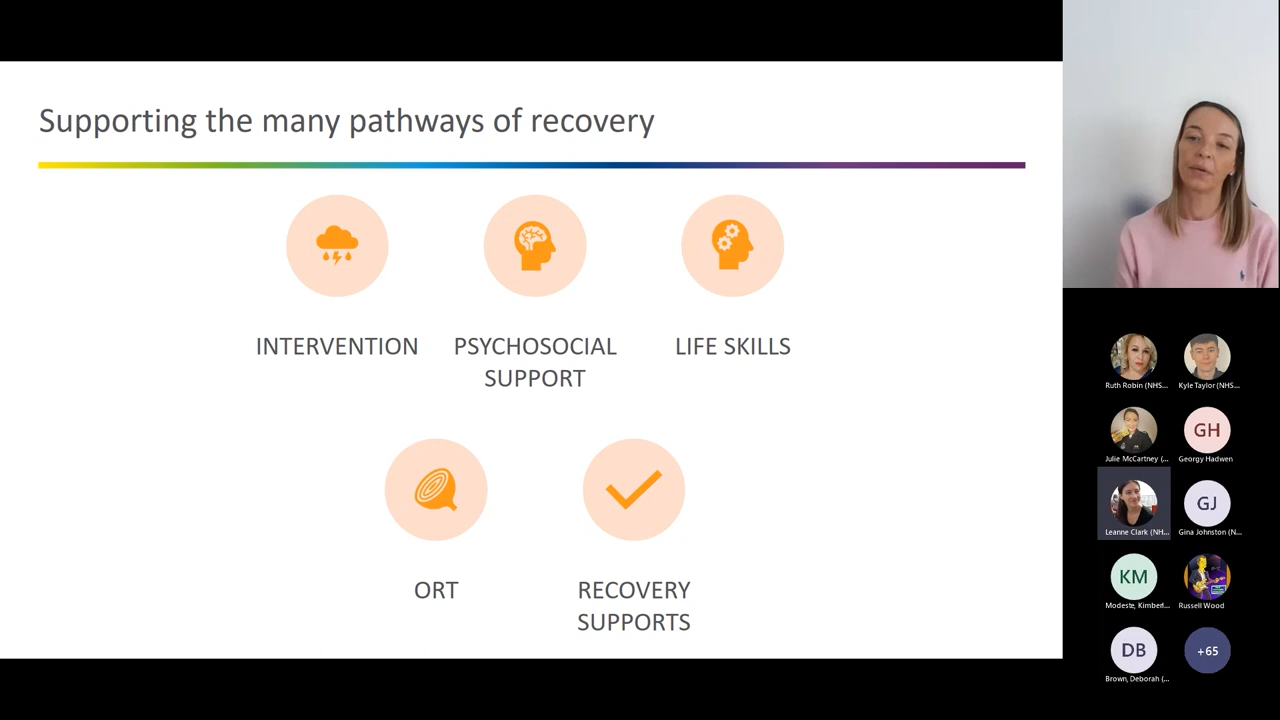 Supporting the many pathways of recovery
INTERVENTION
PSYCHOSOCIAL
SUPPORT
LIFE SKILLS
ORT
RECOVERY
SUPPORTS
Ruth Robin (NHS...
Kyle Taylor (NHS...
Julie McCartney (...
GH
Georgy Hadwen
Leanne Clark (NH...
GJ
Gina Johnston (N...
KM
Modeste, Kimberl...
Russell Wood
DB
Brown, Deborah (...
+65